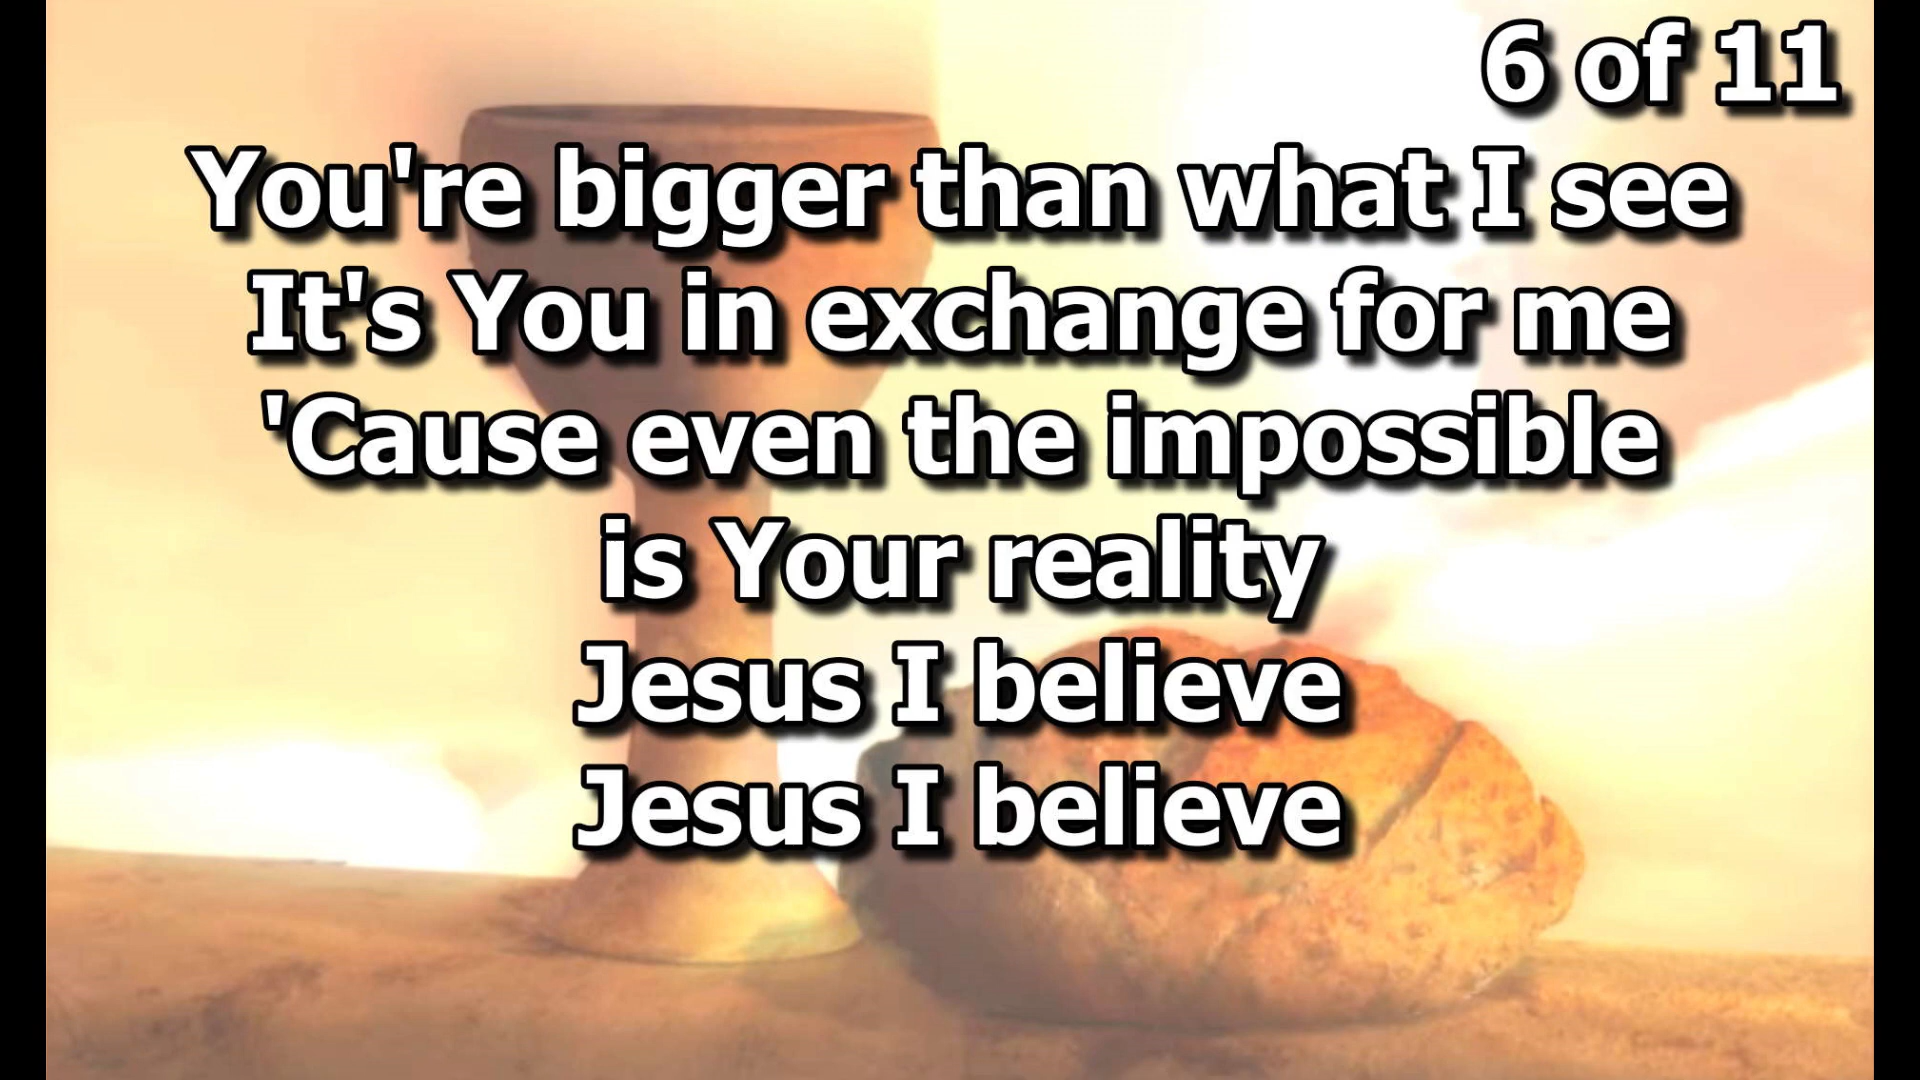 6 of 11
You're bigger than what I see
It's You in exchange for me
'Cause even the impossible
is Your reality
Jesus I believe
Jesus I believe